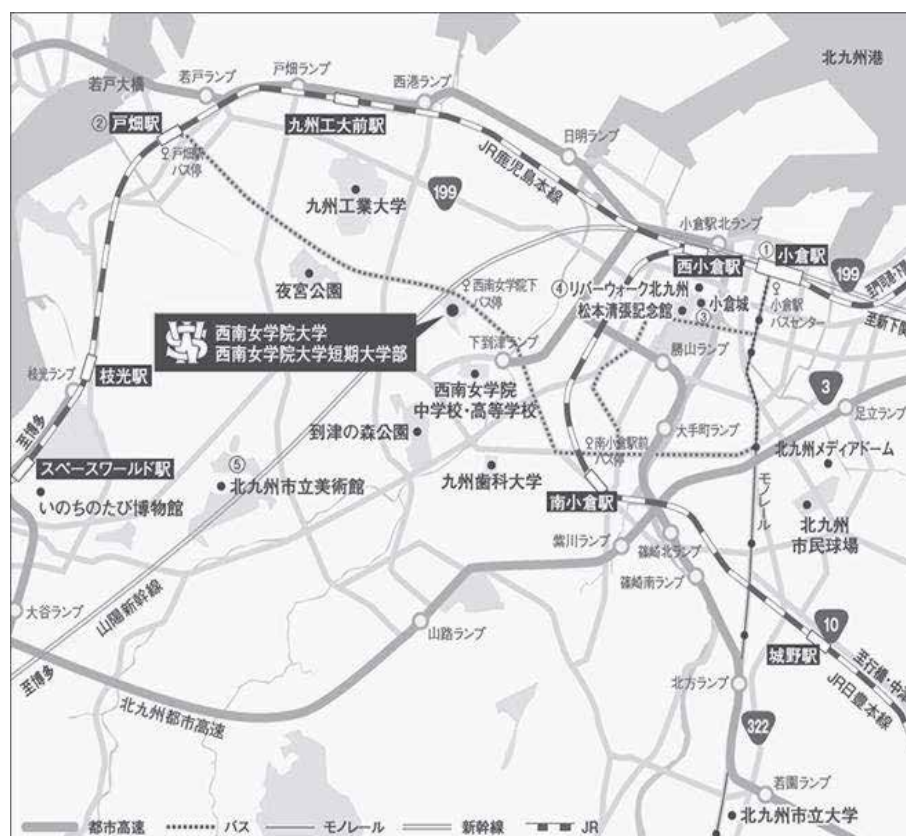 北九州港
若戸大橋
若戸ランプ
戸畑ランプ
西港ランプ
② 戸畑駅
九州工大前駅
日明ランプ
戸畑駅
バス停
JR鹿児島本線
199
九州工業大学
小倉駅北ランプ
① 小倉駅
西小倉駅
199
至門司港・下関
至新下関
夜宮公園
西南女学院下
バス停
④ リバーウォーク北九州
松本清張記念館
③
小倉城
小倉駅
バスセンター
西南女学院大学
西南女学院大学短期大学部
下到津ランプ
勝山ランプ
枝光ランプ
枝光駅
西南女学院
中学校・高等学校
3
足立ランプ
至博多
到津の森公園
大手町ランプ
南小倉駅前
バス停
北九州メディアドーム
スペースワールド駅
⑤
北九州市立美術館
九州歯科大学
いのちのたび博物館
南小倉駅
モノレール
北九州
市民球場
紫川ランプ
篠崎北ランプ
篠崎南ランプ
大谷ランプ
山陽新幹線
山路ランプ
10
城野駅
至行橋・中津
至博多
北方ランプ
JR日豊本線
北九州都市高速
322
若園ランプ
北九州市立大学
都市高速
バス
モノレール
新幹線
JR